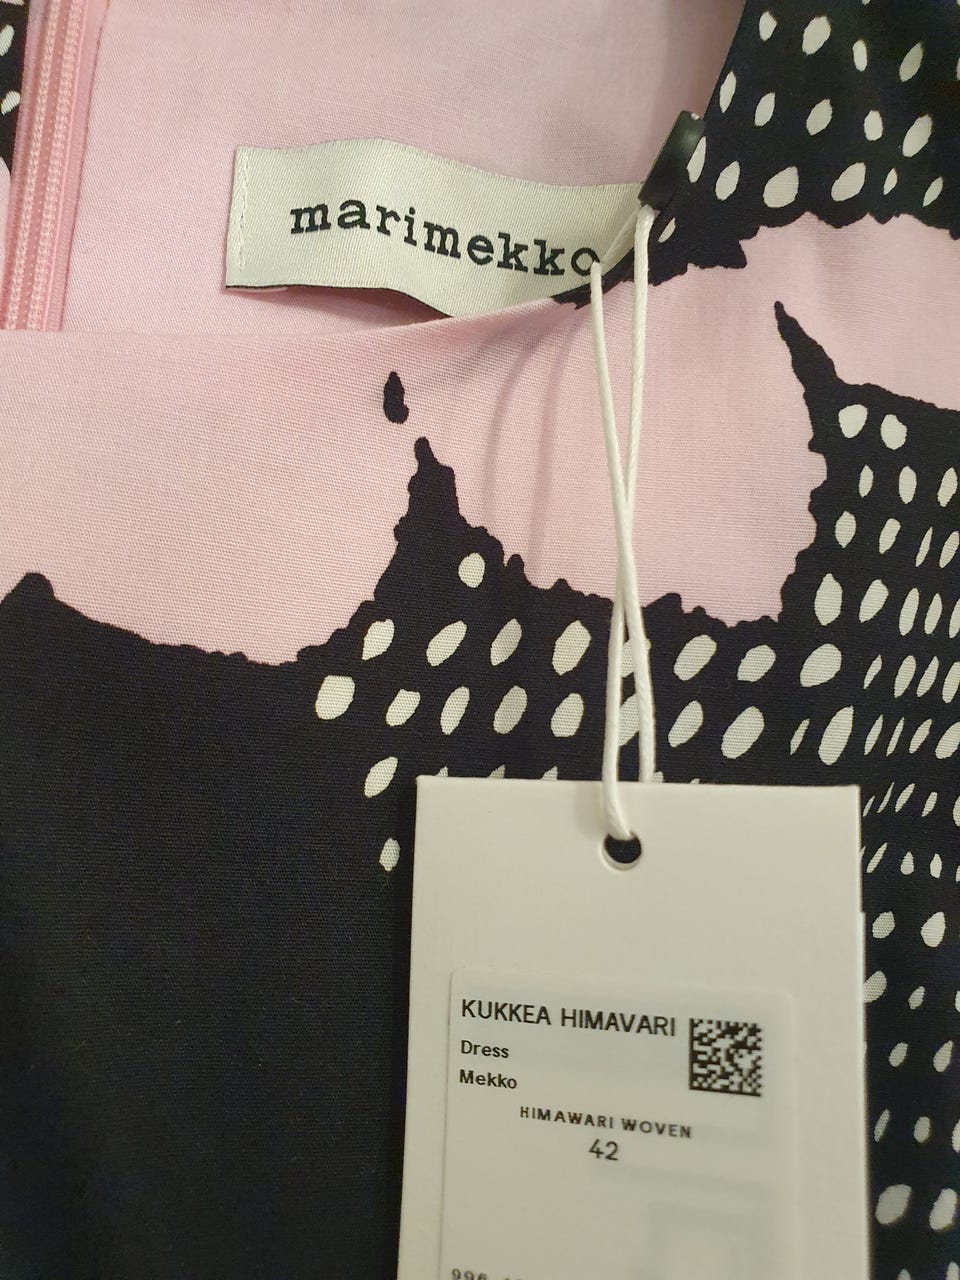 marimekko
KUKKEA HIMAVARI
Dress
Mekko
HIMAWARI WOVEN
42